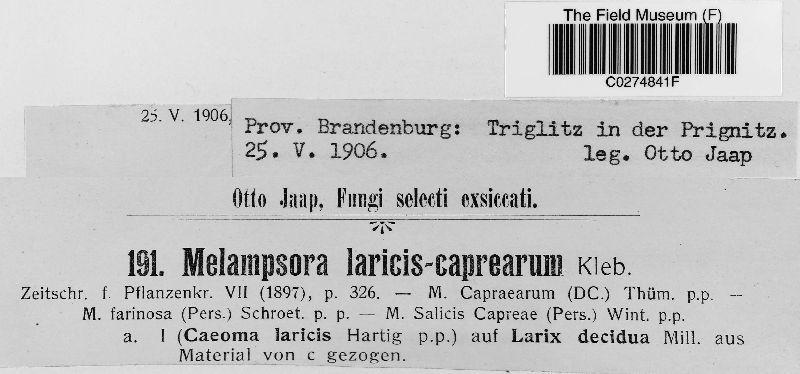 The Field Museum (F)
C0274841F
25. V. 1906,
Prov. Brandenburg: Triglitz in der Prignitz.
25. V. 1906. leg. Otto Jaap
Otto Jaap, Fungi selecti exsiccati.
191. Melampsora laricis-caprearum Kleb.
Zeitschr. f. Pflanzenkr. VII (1897), p. 326. — M. Capraearum (DC.) Thüm. p.p. —
M. farinosa (Pers.) Schroet. p. p. — M. Salicis Capreae (Pers.) Wint. p.p.
a. I (Caeoma laricis Hartig p.p.) auf Larix decidua Mill. aus
Material von c gezogen.